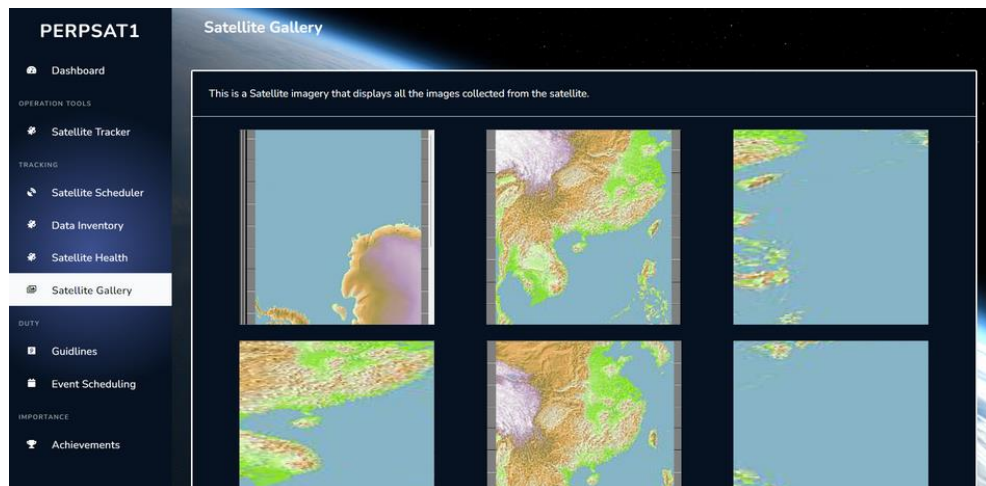 PERPSAT1
Dashboard
OPERATION TOOLS
Satellite Tracker
TRACKING
Satellite Scheduler
Data Inventory
Satellite Health
Satellite Gallery
DUTY
Guidlines
Event Scheduling
IMPORTANCE
Achievements
Satellite Gallery
This is a Satellite imagery that displays all the images collected from the satellite.